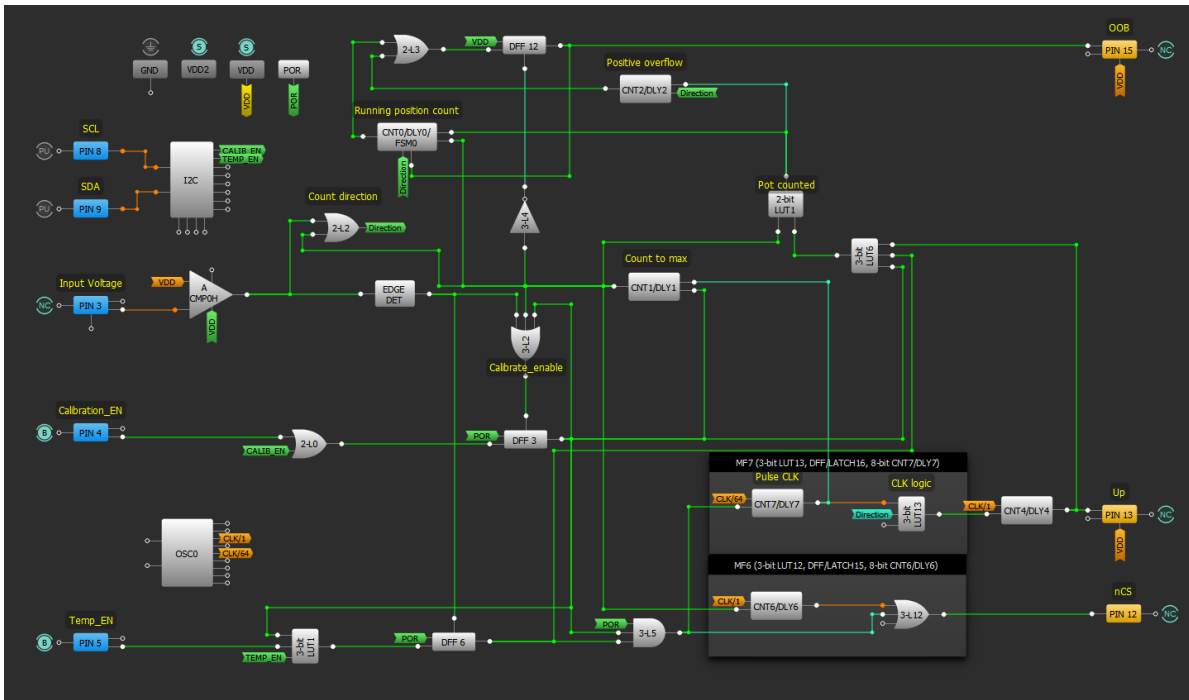 OOB
2-L3
VDD
DFF 12
PIN 15
NC
VDD
Positive overflow
CNT2/DLY2
Direction
GND
VDD2
S
VDD
S
POR
VDD
POR
Running position count
CNT0/DLY0/
FSM0
Direction
SCL
PU
PIN 8
I2C
CALIB_EN
TEMP_EN
SDA
PU
PIN 9
Count direction
2-L2
Direction
3-L4
Pot counted
2-bit
LUT1
3-bit
LUT6
Count to max
CNT1/DLY1
Input Voltage
NC
PIN 3
VDD
A
CMP0H
VDD
EDGE
DET
3-L2
Calibrate_enable
Calibration_EN
B
PIN 4
CALIB_EN
2-L0
POR
DFF 3
MF7 (3-bit LUT13, DFF/LATCH16, 8-bit CNT7/DLY7)
Pulse CLK
CLK/64
CNT7/DLY7
CLK logic
Direction
3-bit
LUT13
CLK/1
CNT4/DLY4
Up
PIN 13
NC
VDD
OSC0
CLK/1
CLK/64
MF6 (3-bit LUT12, DFF/LATCH15, 8-bit CNT6/DLY6)
CLK/1
CNT6/DLY6
3-L12
nCS
PIN 12
NC
Temp_EN
B
PIN 5
3-bit
LUT1
TEMP_EN
POR
DFF 6
POR
3-L5